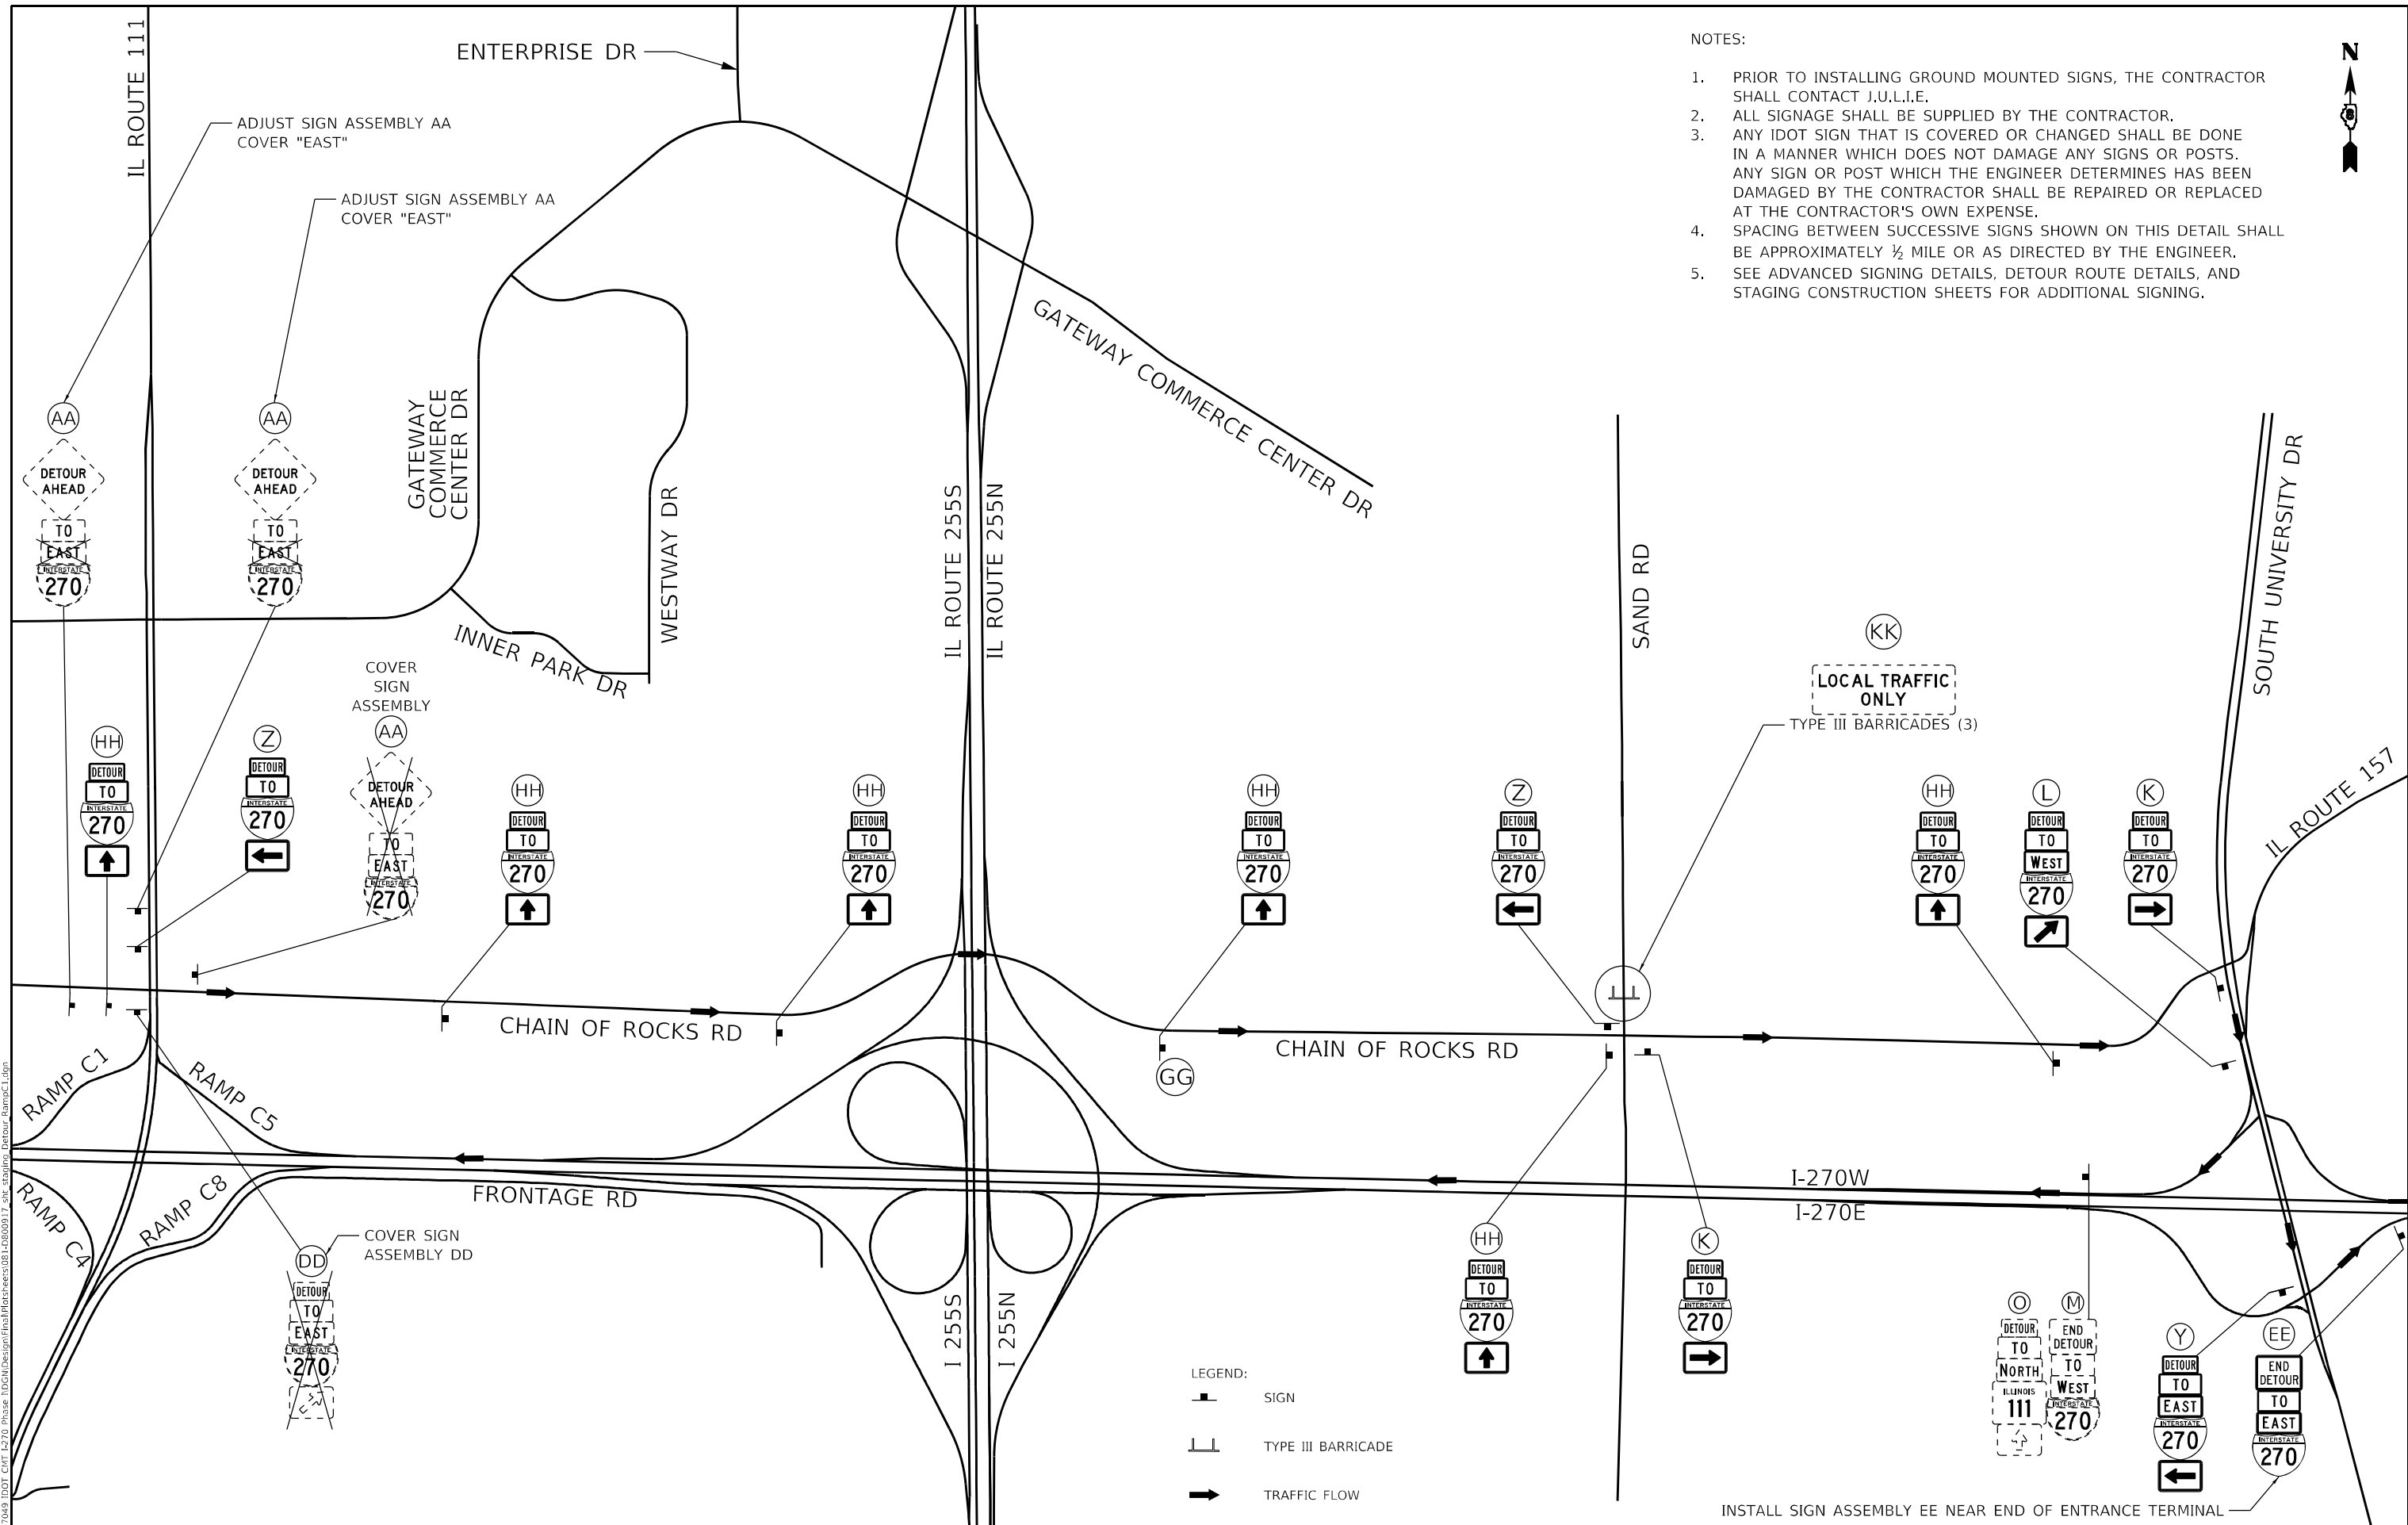 IL ROUTE 111
ENTERPRISE DR
ADJUST SIGN ASSEMBLY AA
COVER "EAST"
ADJUST SIGN ASSEMBLY AA
COVER "EAST"
NOTES:
1. PRIOR TO INSTALLING GROUND MOUNTED SIGNS, THE CONTRACTOR
SHALL CONTACT J.U.L.I.E.
2. ALL SIGNAGE SHALL BE SUPPLIED BY THE CONTRACTOR.
3. ANY IDOT SIGN THAT IS COVERED OR CHANGED SHALL BE DONE
IN A MANNER WHICH DOES NOT DAMAGE ANY SIGNS OR POSTS.
ANY SIGN OR POST WHICH THE ENGINEER DETERMINES HAS BEEN
DAMAGED BY THE CONTRACTOR SHALL BE REPAIRED OR REPLACED
AT THE CONTRACTOR'S OWN EXPENSE.
4. SPACING BETWEEN SUCCESSIVE SIGNS SHOWN ON THIS DETAIL SHALL
BE APPROXIMATELY ½ MILE OR AS DIRECTED BY THE ENGINEER.
5. SEE ADVANCED SIGNING DETAILS, DETOUR ROUTE DETAILS, AND
STAGING CONSTRUCTION SHEETS FOR ADDITIONAL SIGNING.
N
AA
DETOUR
AHEAD
TO
EAST
INTERSTATE
270
AA
DETOUR
AHEAD
TO
EAST
INTERSTATE
270
GATEWAY
COMMERCE
CENTER DR
WESTWAY DR
INNER PARK DR
IL ROUTE 255S
IL ROUTE 255N
GATEWAY COMMERCE CENTER DR
SAND RD
SOUTH UNIVERSITY DR
IL ROUTE 157
KK
LOCAL TRAFFIC
ONLY
TYPE III BARRICADES (3)
HH
DETOUR
TO
INTERSTATE
270
Z
DETOUR
TO
INTERSTATE
270
COVER
SIGN
ASSEMBLY
AA
DETOUR
AHEAD
TO
EAST
INTERSTATE
270
HH
DETOUR
TO
INTERSTATE
270
HH
DETOUR
TO
INTERSTATE
270
HH
DETOUR
TO
INTERSTATE
270
Z
DETOUR
TO
INTERSTATE
270
HH
DETOUR
TO
INTERSTATE
270
L
DETOUR
TO
WEST
INTERSTATE
270
K
DETOUR
TO
INTERSTATE
270
CHAIN OF ROCKS RD
CHAIN OF ROCKS RD
GG
RAMP C1
RAMP C5
RAMP C4
RAMP C8
FRONTAGE RD
I-270W
I-270E
I 255S
I 255N
DD
COVER SIGN
ASSEMBLY DD
DETOUR
TO
EAST
INTERSTATE
270
HH
DETOUR
TO
INTERSTATE
270
K
DETOUR
TO
INTERSTATE
270
O
DETOUR
TO
NORTH
ILLINOIS
111
M
END
DETOUR
TO
WEST
INTERSTATE
270
Y
DETOUR
TO
EAST
INTERSTATE
270
EE
END
DETOUR
TO
EAST
INTERSTATE
270
INSTALL SIGN ASSEMBLY EE NEAR END OF ENTRANCE TERMINAL
LEGEND:
SIGN
TYPE III BARRICADE
TRAFFIC FLOW